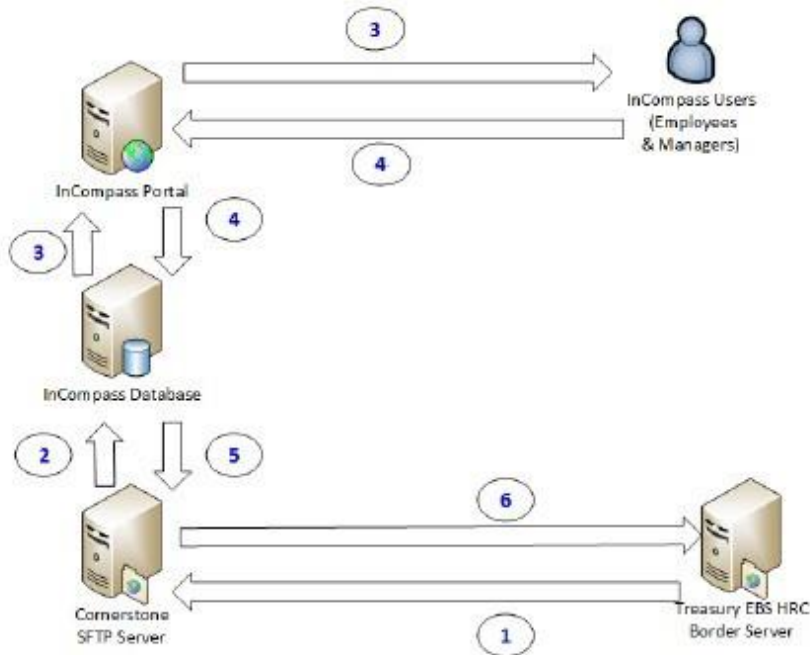 3
InCompass Users
(Employees
& Managers)
4
InCompass Portal
3
4
InCompass Database
2
5
6
Cornerstone
SFTP Server
Treasury EBS HRC
Border Server
1